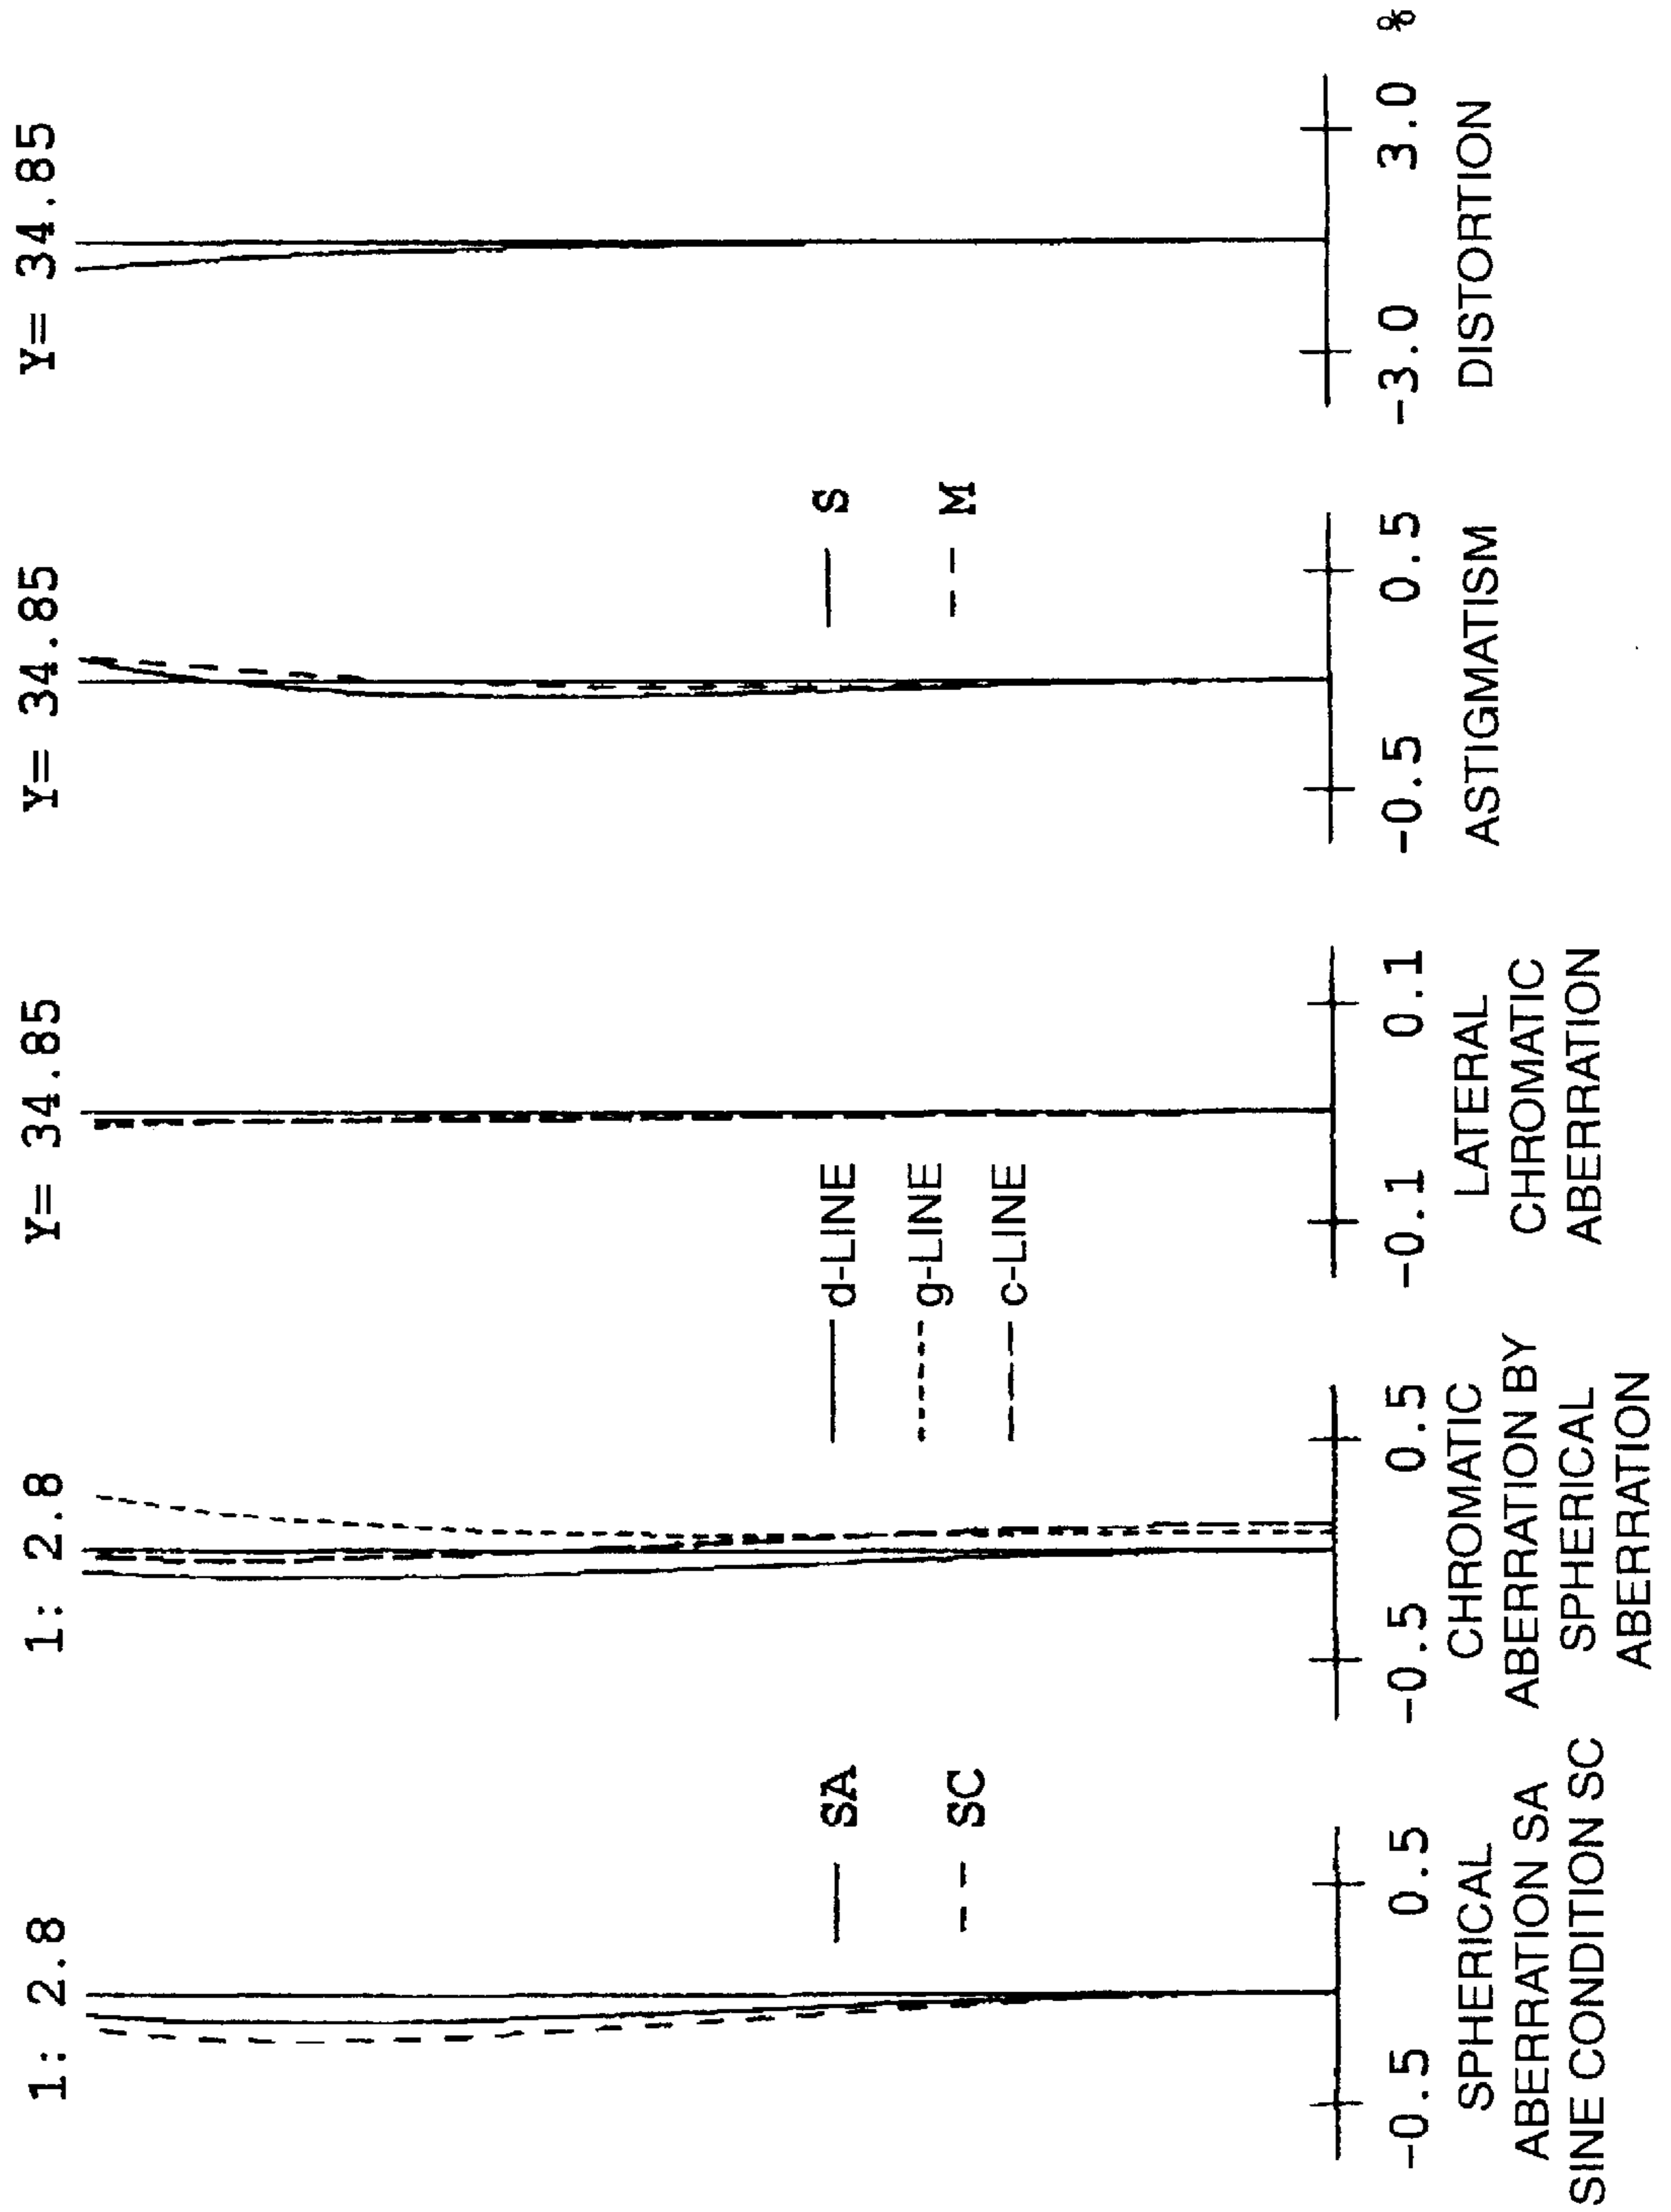 1: 2.8
SA
SC
-0.5
0.5
SPHERICAL
ABERRATION SA
SINE CONDITION SC
1: 2.8
-0.5
0.5
CHROMATIC
ABERRATION BY
SPHERICAL
ABERRATION
d-LINE
g-LINE
c-LINE
Y= 34.85
-0.1
0.1
LATERAL
CHROMATIC
ABERRATION
Y= 34.85
S
M
-0.5
0.5
ASTIGMATISM
Y= 34.85
-3.0
3.0
%
DISTORTION